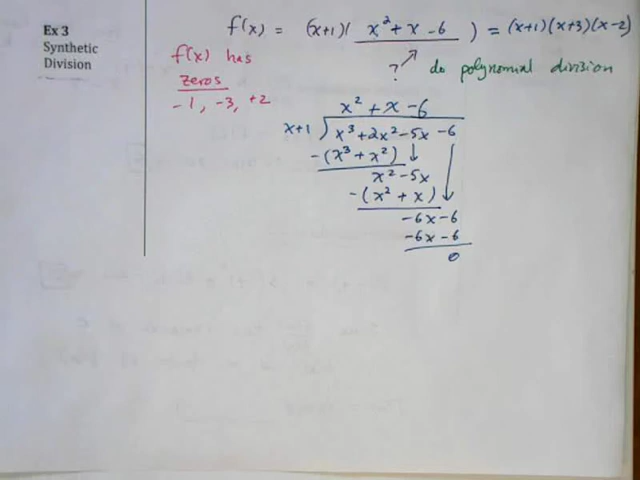 Ex 3
Synthetic
Division
f(x) = (x+1)( x² + x - 6 ) = (x+1)(x+3)(x-2)
f(x) has
zeros
-1, -3, +2
? do polynomial division
x² + x - 6
x+1 ) x³ + 2x² - 5x - 6
-(x³ + x²)
x² - 5x
-(x² + x)
-6x - 6
-6x - 6
0